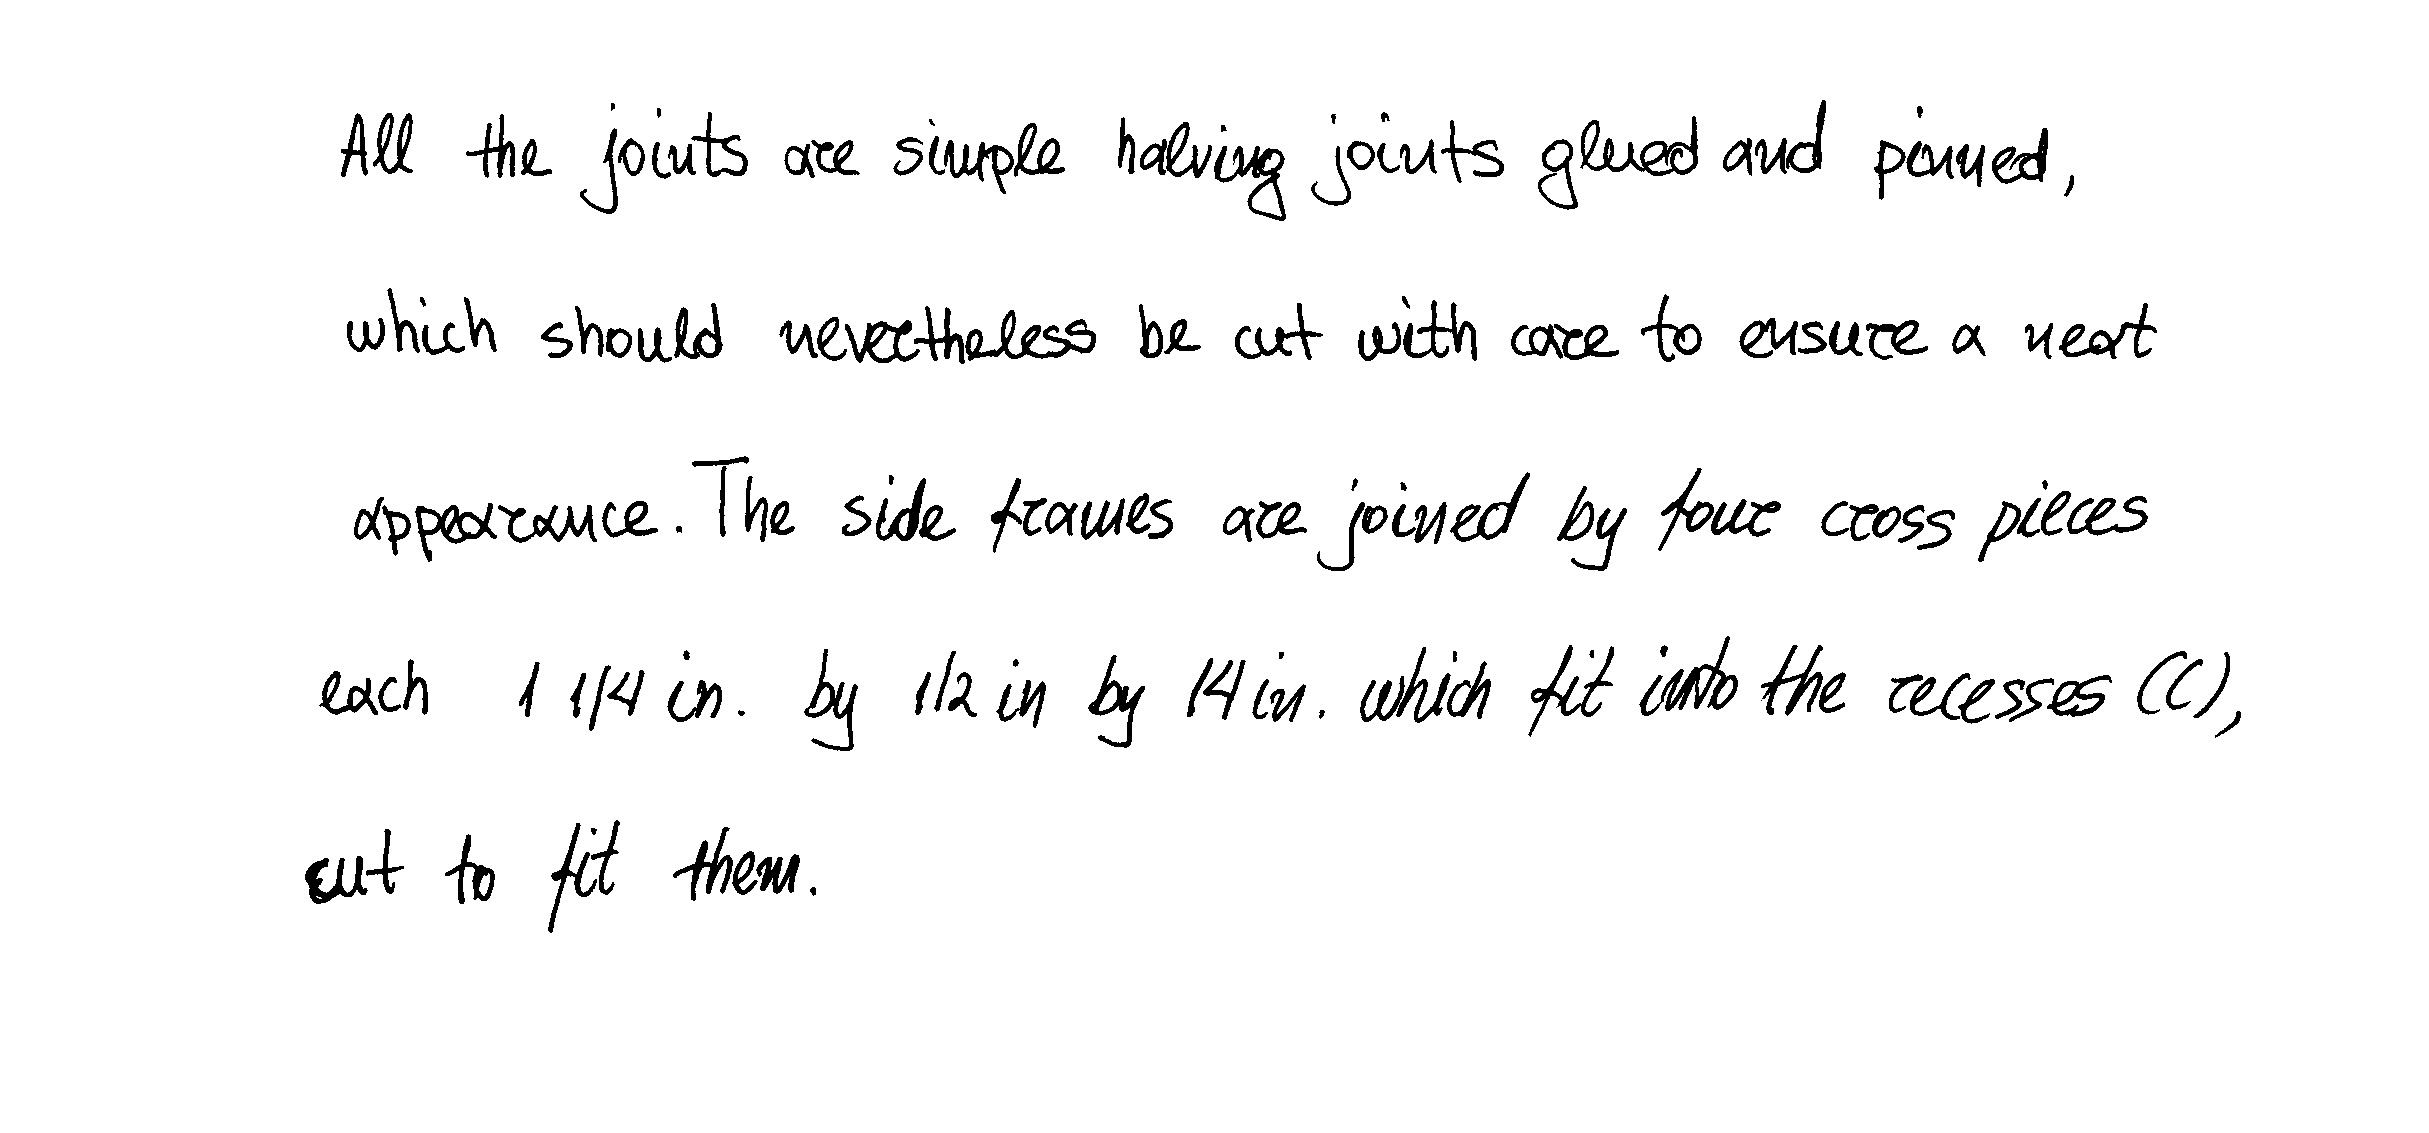 All the joints are simple halving joints glued and pinned,
which should nevertheless be cut with care to ensure a neat
appearance. The side frames are joined by four cross pieces
each 1 1/4 in. by 1/2 in by 14 in. which fit into the recesses (C),
cut to fit them.